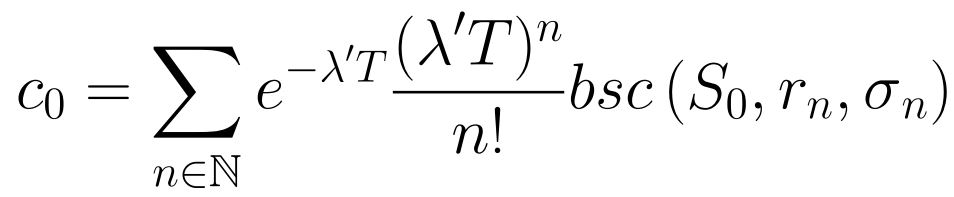 c_0 = \sum_{n \in \mathbb{N}} e^{-\lambda' T} \frac{(\lambda' T)^n}{n!} bsc(S_0, r_n, \sigma_n)